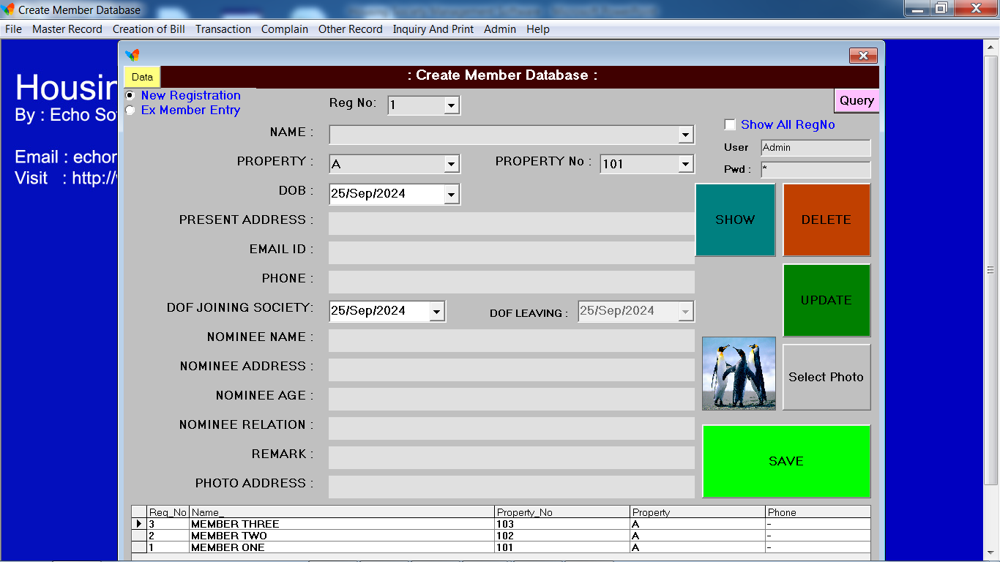 Create Member Database
File Master Record Creation of Bill Transaction Complain Other Record Inquiry And Print Admin Help
Housin
By : Echo Sof
Email : echor
Visit : http://
Data
: Create Member Database :
New Registration
Ex Member Entry
Reg No: 1
Query
Show All RegNo
NAME :
User Admin
PROPERTY : A PROPERTY No : 101
Pwd : *
DOB : 25/Sep/2024
SHOW DELETE
PRESENT ADDRESS :
EMAIL ID :
PHONE :
UPDATE
DOF JOINING SOCIETY: 25/Sep/2024 DOF LEAVING : 25/Sep/2024
NOMINEE NAME :
NOMINEE ADDRESS :
Select Photo
NOMINEE AGE :
NOMINEE RELATION :
REMARK :
SAVE
PHOTO ADDRESS :
Reg_No Name_ Property_No Property Phone
3 MEMBER THREE 103 A -
2 MEMBER TWO 102 A -
1 MEMBER ONE 101 A -